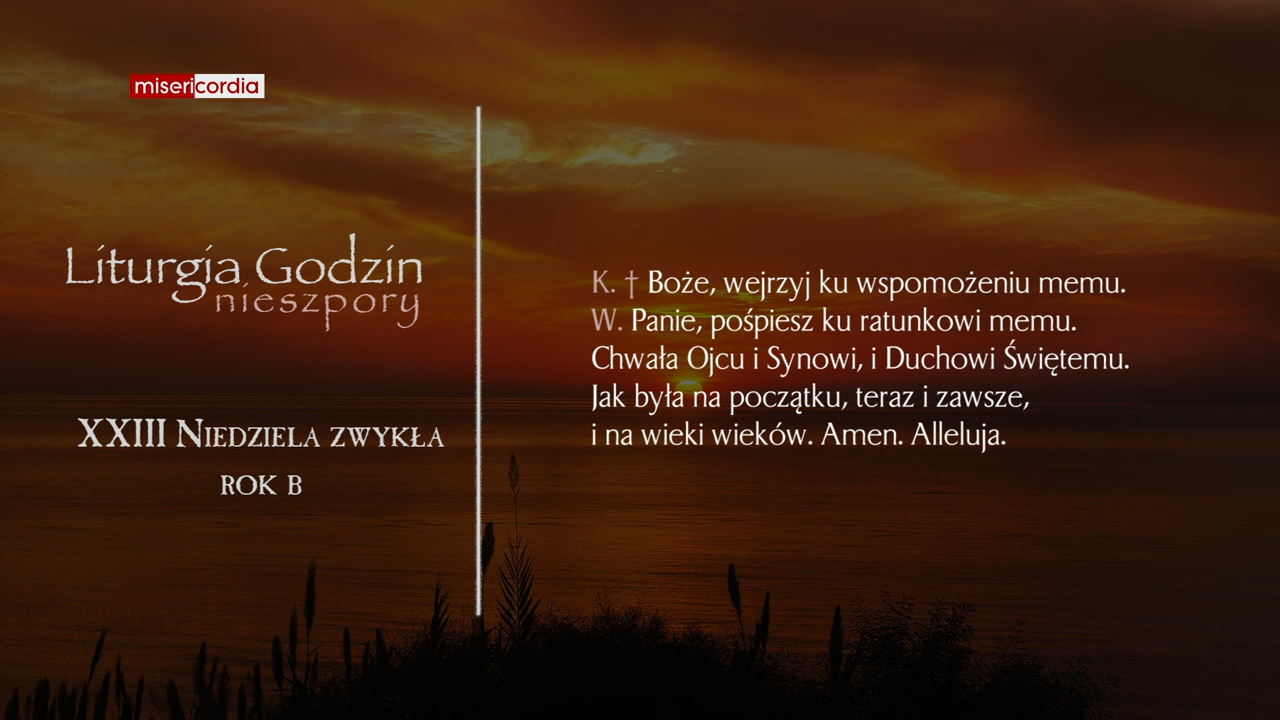 misericordia
Liturgia Godzin
nieszpory
XXIII Niedziela zwykła
rok B
K. † Boże, wejrzyj ku wspomożeniu memu.
W. Panie, pośpiesz ku ratunkowi memu.
Chwała Ojcu i Synowi, i Duchowi Świętemu.
Jak była na początku, teraz i zawsze,
i na wieki wieków. Amen. Alleluja.